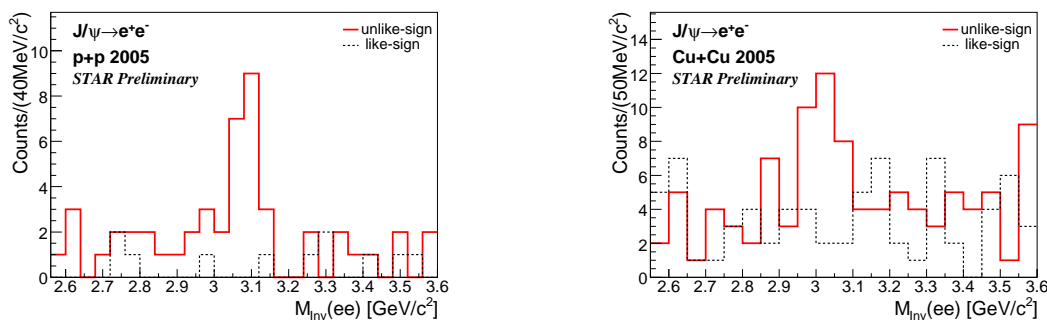 J/ψ→e⁺e⁻
p+p 2005
STAR Preliminary
unlike-sign
like-sign
Counts/(40MeV/c²)
10
8
6
4
2
0
2.6 2.7 2.8 2.9 3 3.1 3.2 3.3 3.4 3.5 3.6
M_Inv(ee) [GeV/c²]
J/ψ→e⁺e⁻
Cu+Cu 2005
STAR Preliminary
unlike-sign
like-sign
Counts/(50MeV/c²)
14
12
10
8
6
4
2
0
2.6 2.7 2.8 2.9 3 3.1 3.2 3.3 3.4 3.5 3.6
M_Inv(ee) [GeV/c²]